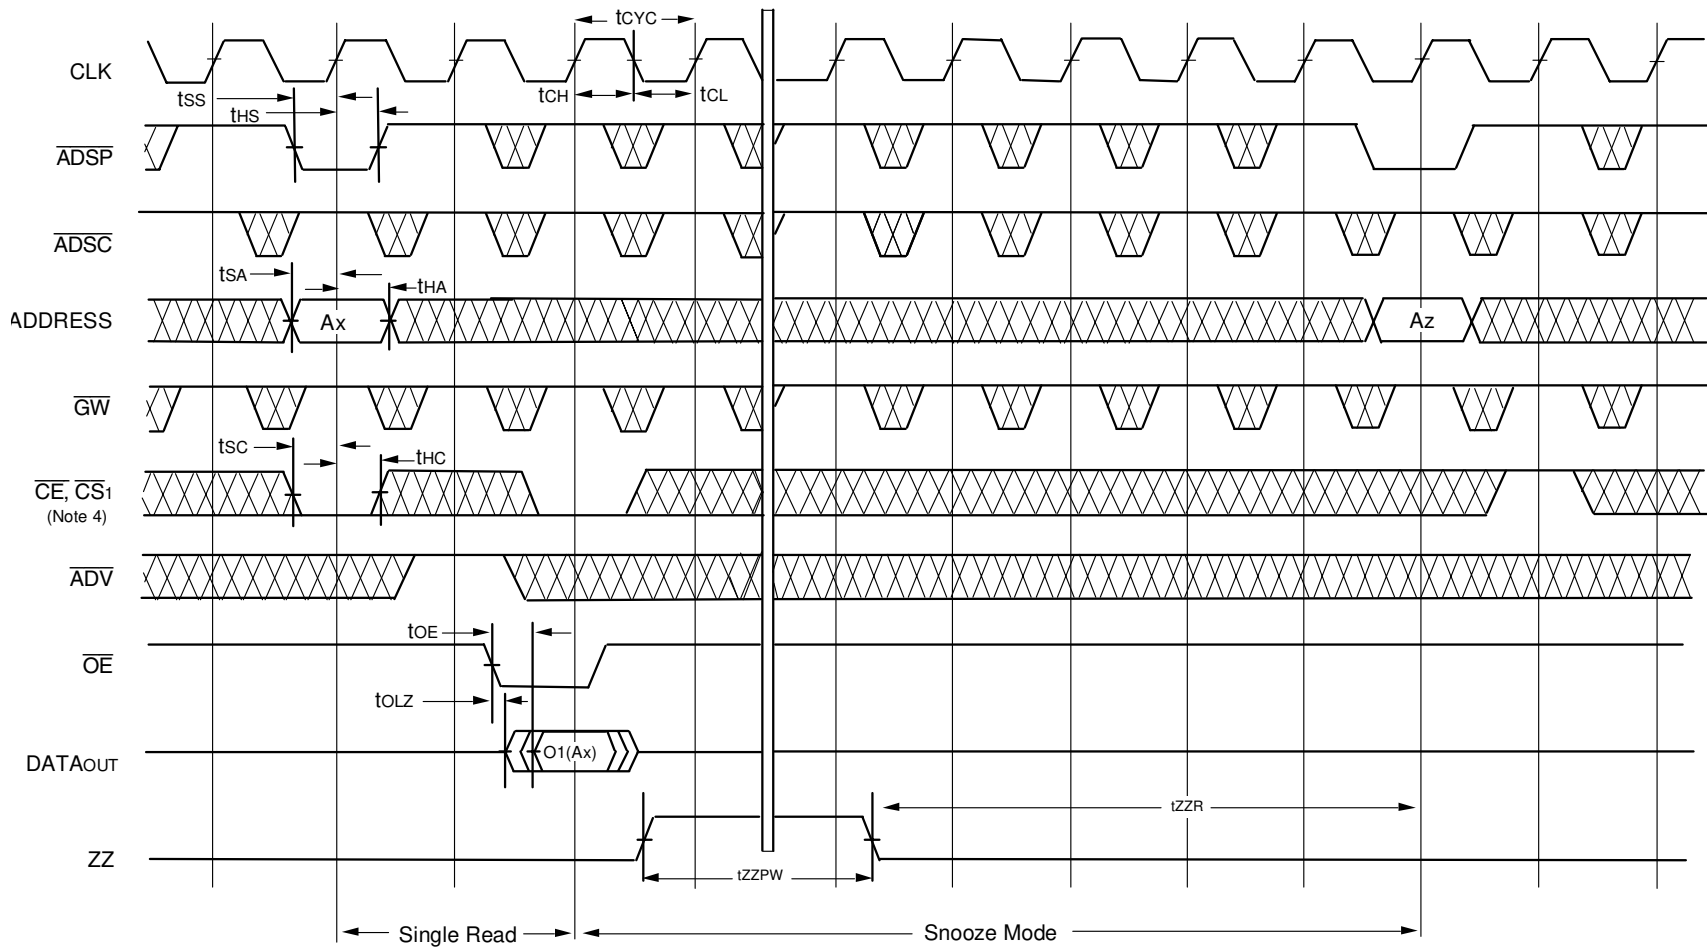 tCYC
CLK
tSS
tCH
tCL
tHS
ADSP
ADSC
tSA
tHA
ADDRESS
Ax
Az
GW
tSC
tHC
CE, CS1
(Note 4)
ADV
tOE
OE
tOLZ
O1(Ax)
DATAOUT
tZZR
ZZ
tZZPW
Single Read
Snooze Mode